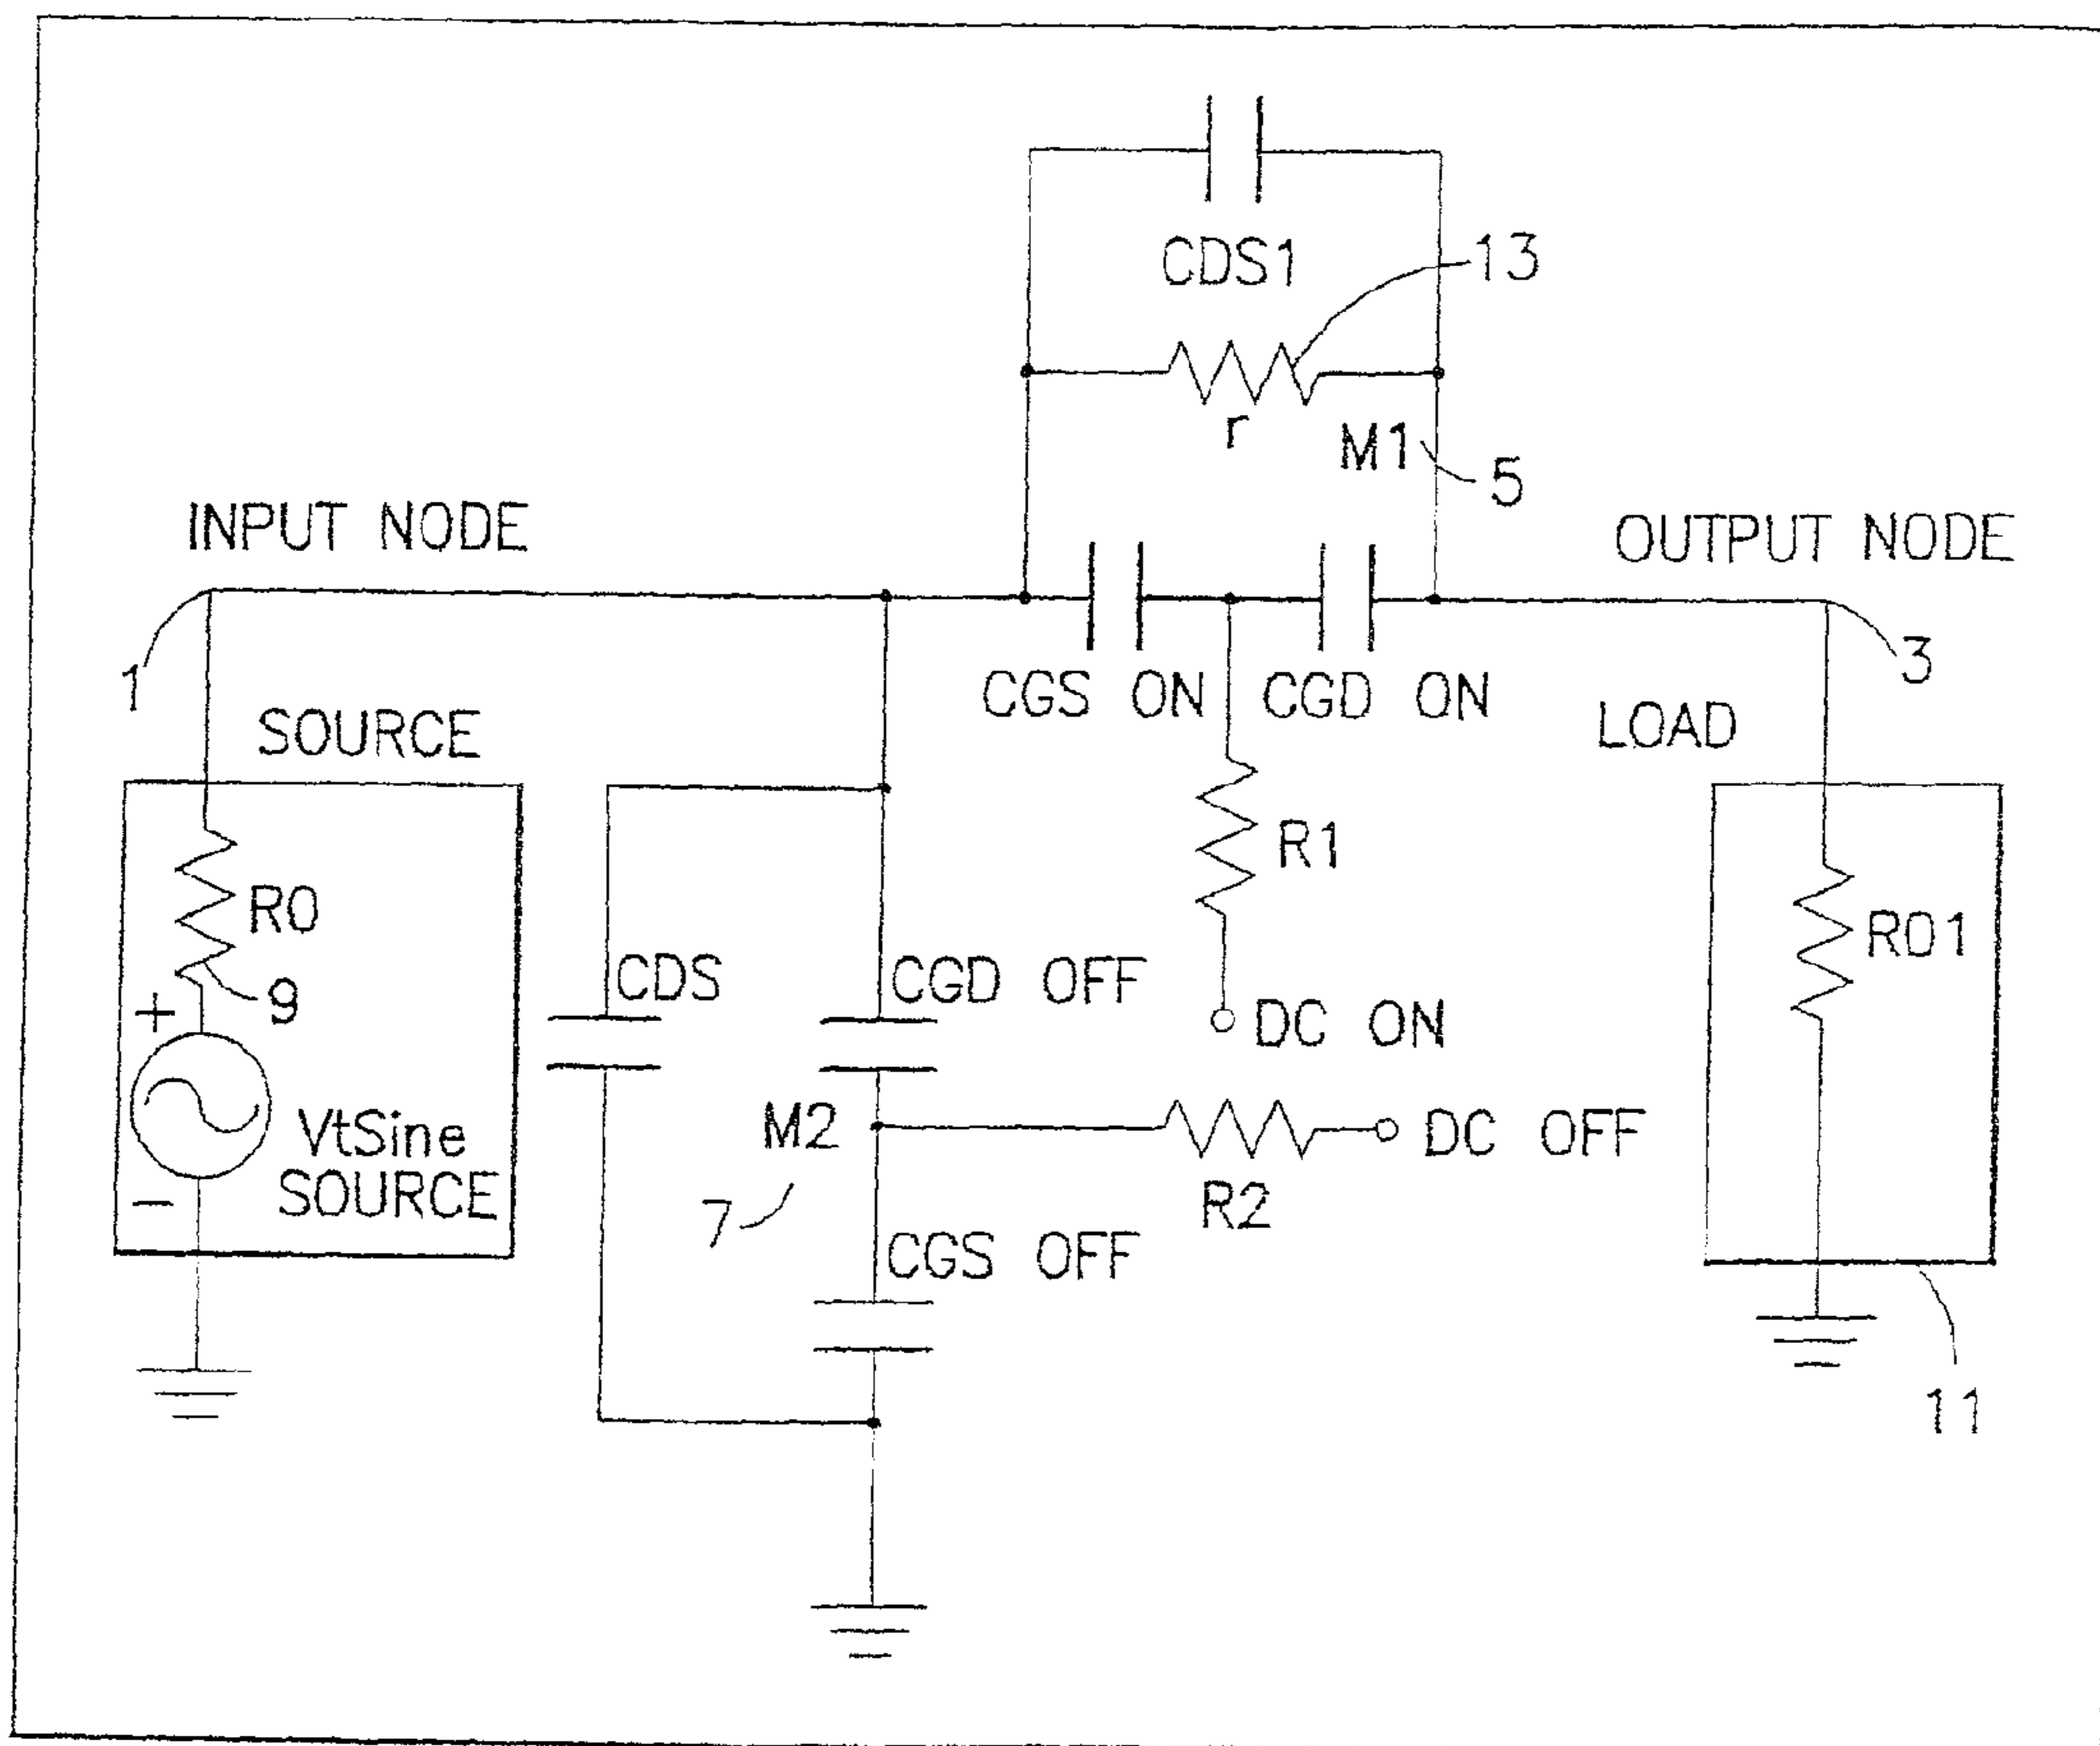 CDS1
13
r
M1
5
INPUT NODE
OUTPUT NODE
1
3
CGS ON
CGD ON
SOURCE
LOAD
R0
R1
R01
9
CDS
CGD OFF
+
DC ON
VtSine
SOURCE
M2
DC OFF
−
7
R2
CGS OFF
11